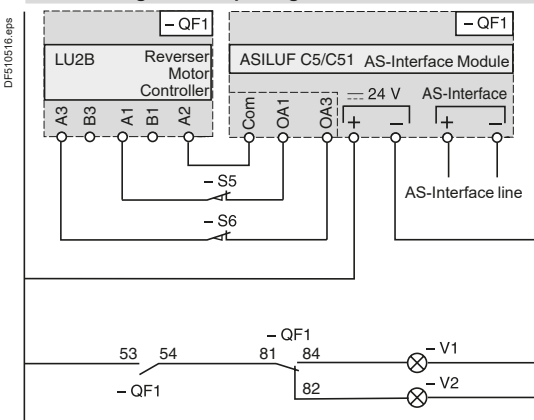 DF510516.eps
– QF1
– QF1
LU2B
Reverser
Motor
Controller
ASILUF C5/C51 AS-Interface Module
A3
B3
A1
B1
A2
Com
OA1
OA3
24 V
AS-Interface
+ – + –
– S5
AS-Interface line
– S6
– QF1
53 54 81 84
– V1
– QF1
82
– V2